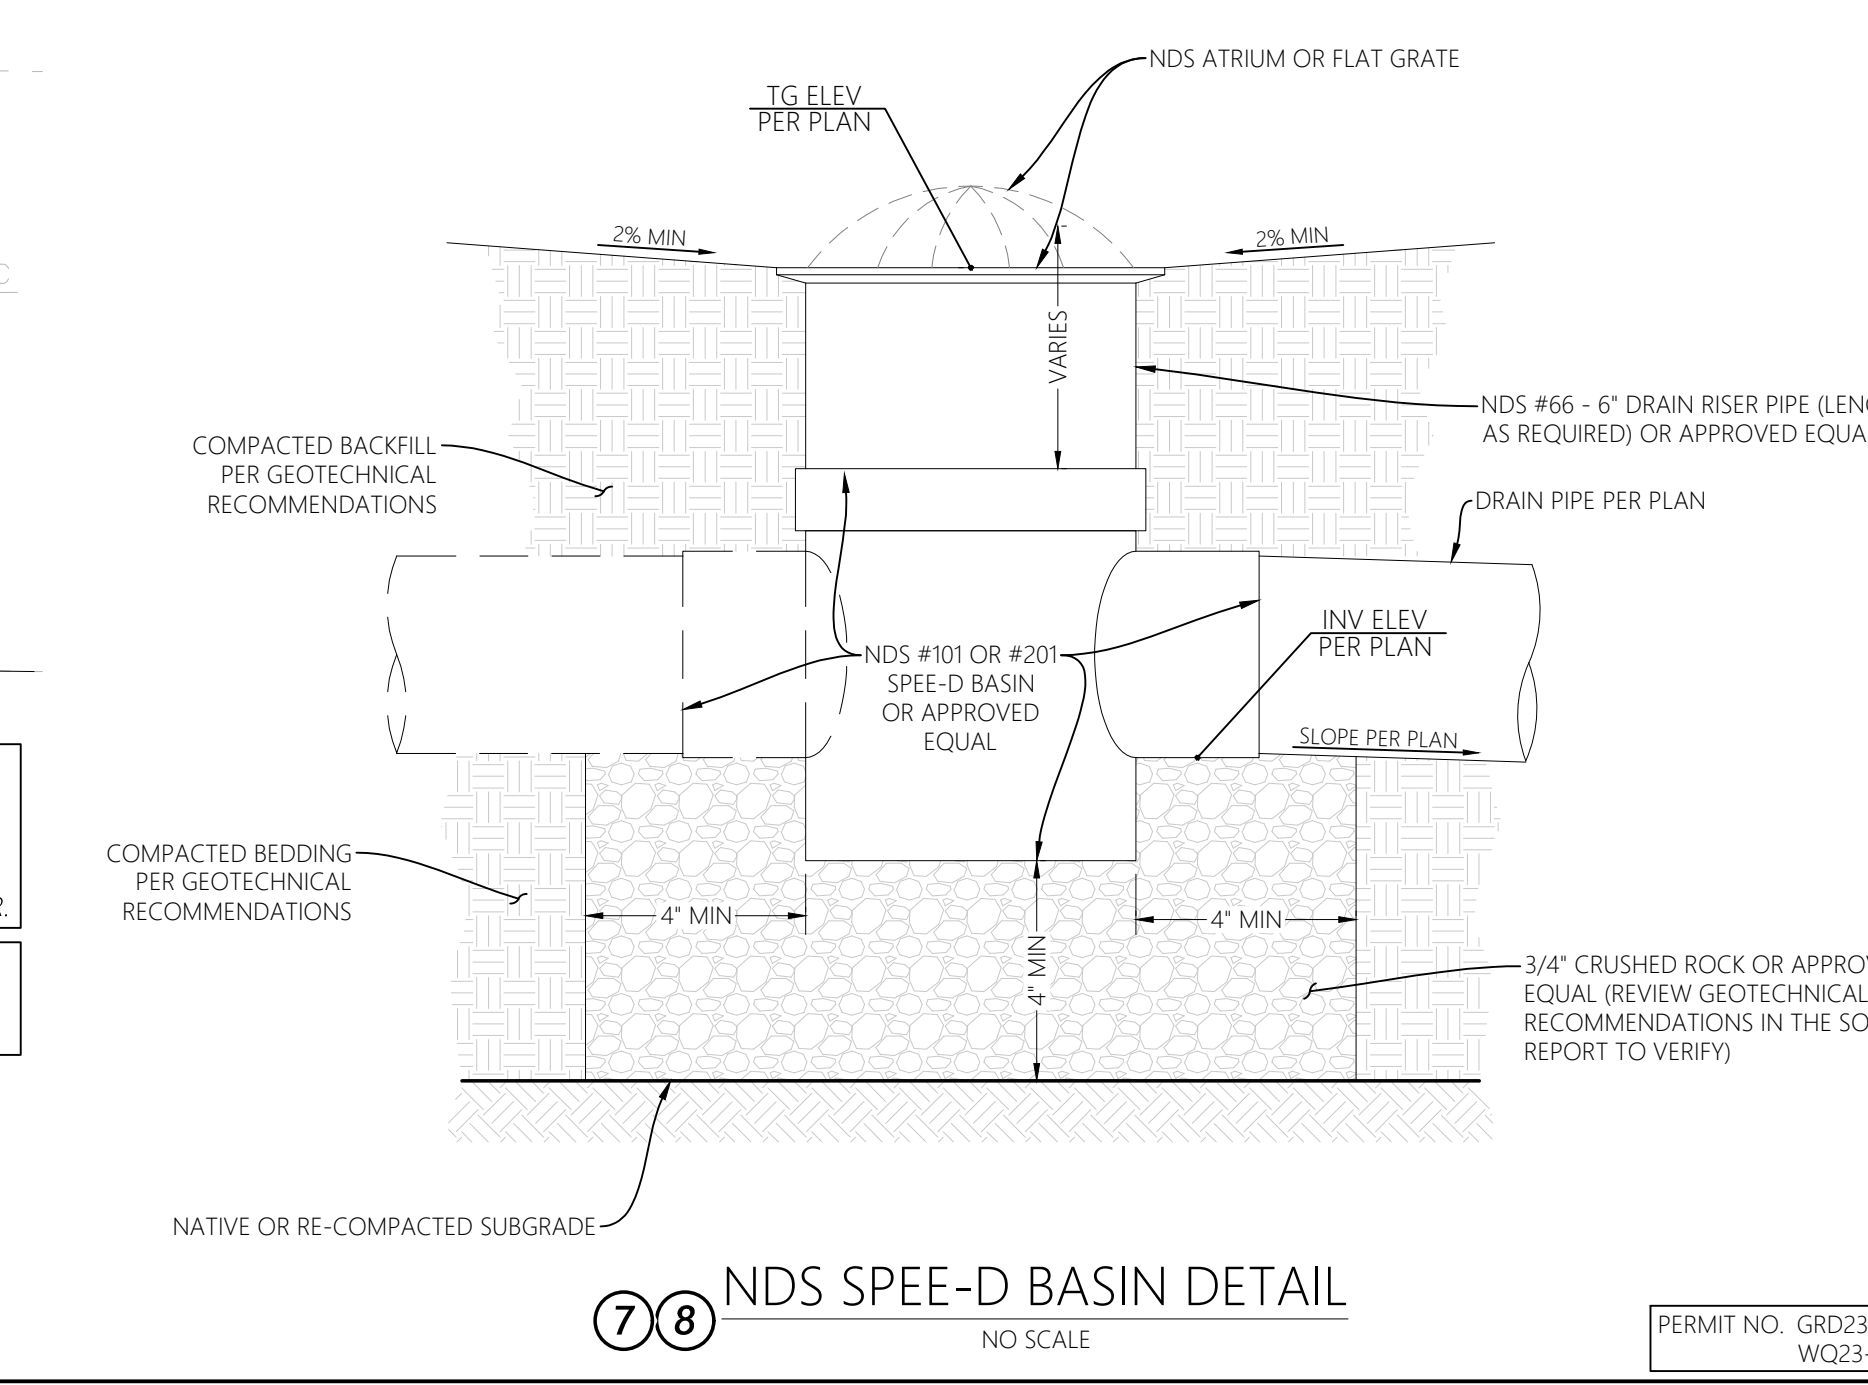 NDS ATRIUM OR FLAT GRATE
TG ELEV
PER PLAN
2% MIN
2% MIN
VARIES
NDS #66 - 6" DRAIN RISER PIPE
AS REQUIRED) OR APPROVED
COMPACTED BACKFILL
PER GEOTECHNICAL
RECOMMENDATIONS
DRAIN PIPE PER PLAN
INV ELEV
PER PLAN
NDS #101 OR #201
SPEE-D BASIN
OR APPROVED
EQUAL
SLOPE PER PLAN
COMPACTED BEDDING
PER GEOTECHNICAL
RECOMMENDATIONS
4" MIN
4" MIN
4" MIN
3/4" CRUSHED ROCK OR
EQUAL (REVIEW GEOTECHNICAL
RECOMMENDATIONS IN THE
REPORT TO VERIFY)
NATIVE OR RE-COMPACTED SUBGRADE
7 8 NDS SPEE-D BASIN DETAIL
NO SCALE
PERMIT NO. GRD23
WQ23-